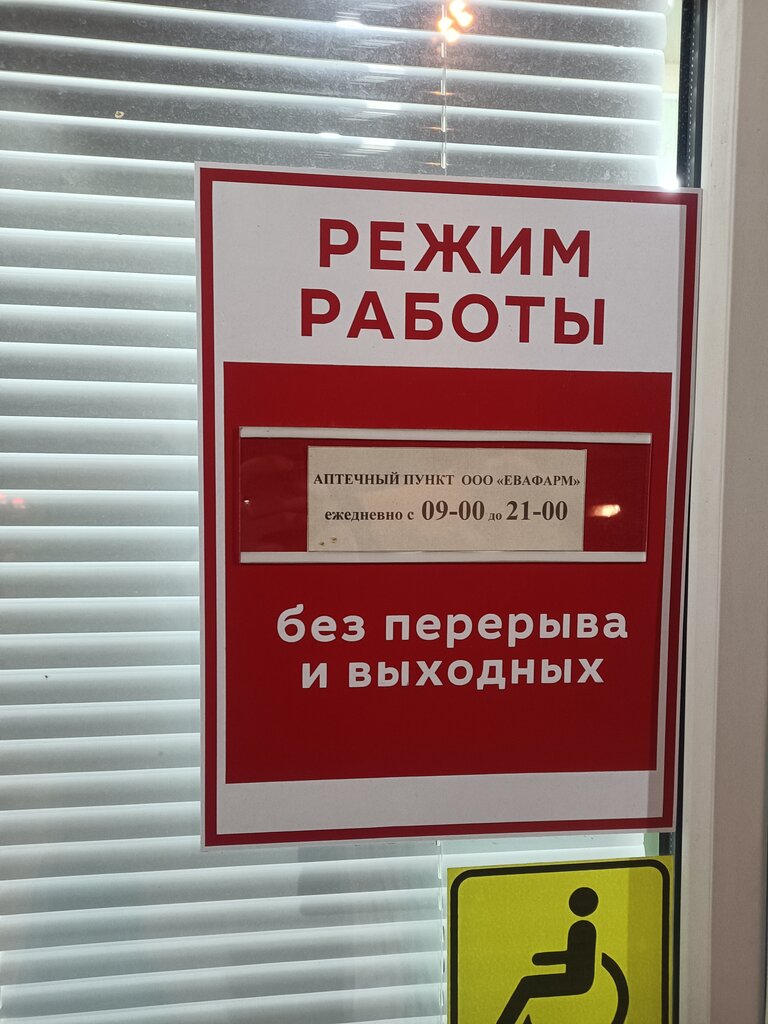 РЕЖИМ
РАБОТЫ
АПТЕЧНЫЙ ПУНКТ ООО «ЕВАФАРМ»
ежедневно с 09-00 до 21-00
без перерыва
и выходных